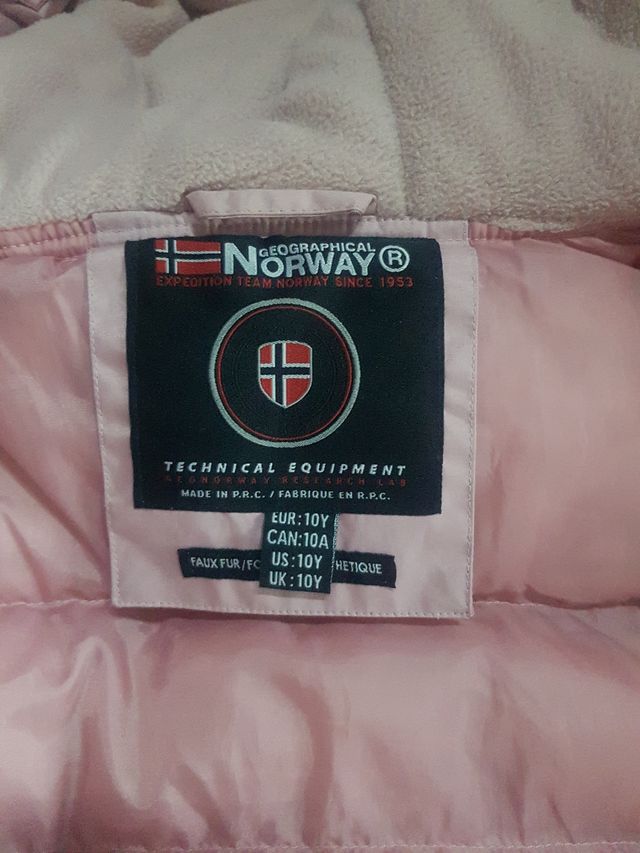 GEOGRAPHICAL
NORWAY ®
EXPEDITION TEAM NORWAY SINCE 1953
TECHNICAL EQUIPMENT
GEONORWAY RESEARCH LAB
MADE IN P.R.C. / FABRIQUE EN R.P.C.
EUR:10Y
CAN:10A
US:10Y
UK:10Y
FAUX FUR/FO HETIQUE